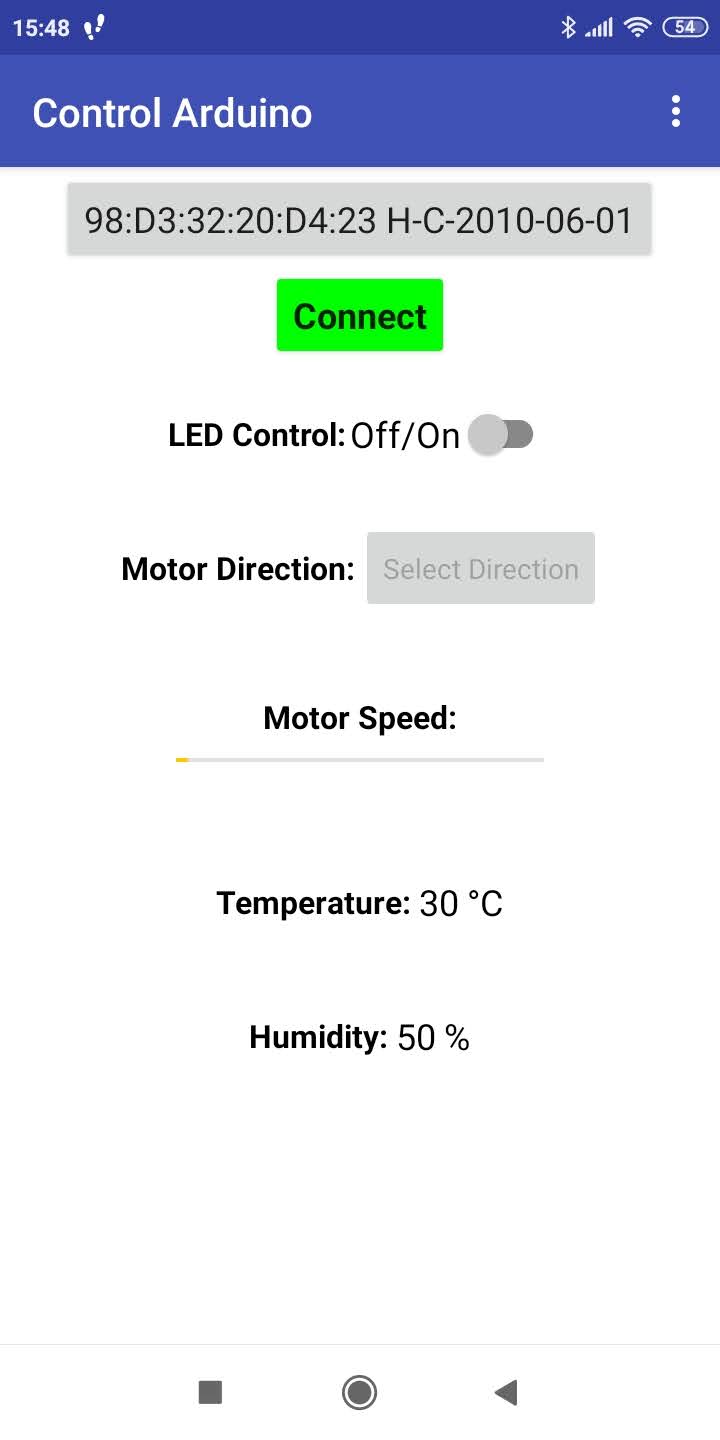 15:48 54
Control Arduino
98:D3:32:20:D4:23 H-C-2010-06-01
Connect
LED Control: Off/On
Motor Direction: Select Direction
Motor Speed:
Temperature: 30 °C
Humidity: 50 %